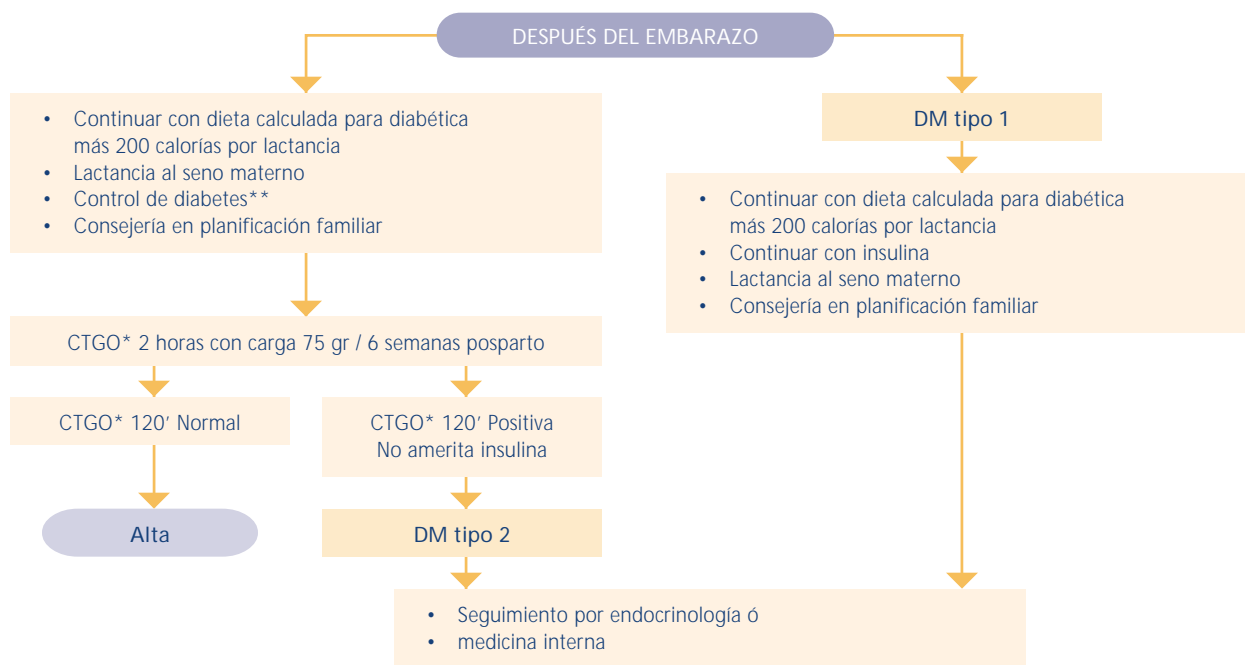 DESPUÉS DEL EMBARAZO
• Continuar con dieta calculada para diabética
más 200 calorías por lactancia
• Lactancia al seno materno
• Control de diabetes**
• Consejería en planificación familiar
DM tipo 1
• Continuar con dieta calculada para diabética
más 200 calorías por lactancia
• Continuar con insulina
• Lactancia al seno materno
• Consejería en planificación familiar
CTGO* 2 horas con carga 75 gr / 6 semanas posparto
CTGO* 120’ Normal
CTGO* 120’ Positiva
No amerita insulina
Alta
DM tipo 2
• Seguimiento por endocrinología ó
• medicina interna